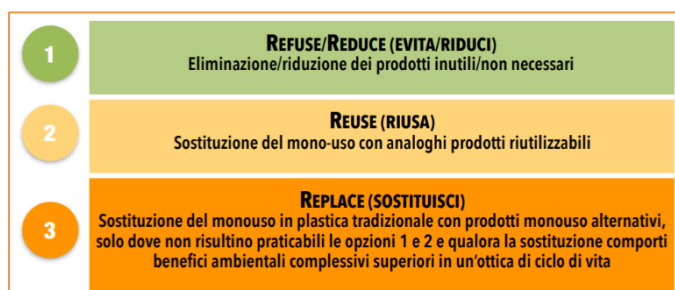 1
REFUSE/REDUCE (EVITA/RIDUCI)
Eliminazione/riduzione dei prodotti inutili/non necessari
2
REUSE (RIUSA)
Sostituzione del mono-uso con analoghi prodotti riutilizzabili
3
REPLACE (SOSTITUISCI)
Sostituzione del monouso in plastica tradizionale con prodotti monouso alternativi,
solo dove non risultino praticabili le opzioni 1 e 2 e qualora la sostituzione comporti
benefici ambientali complessivi superiori in un'ottica di ciclo di vita